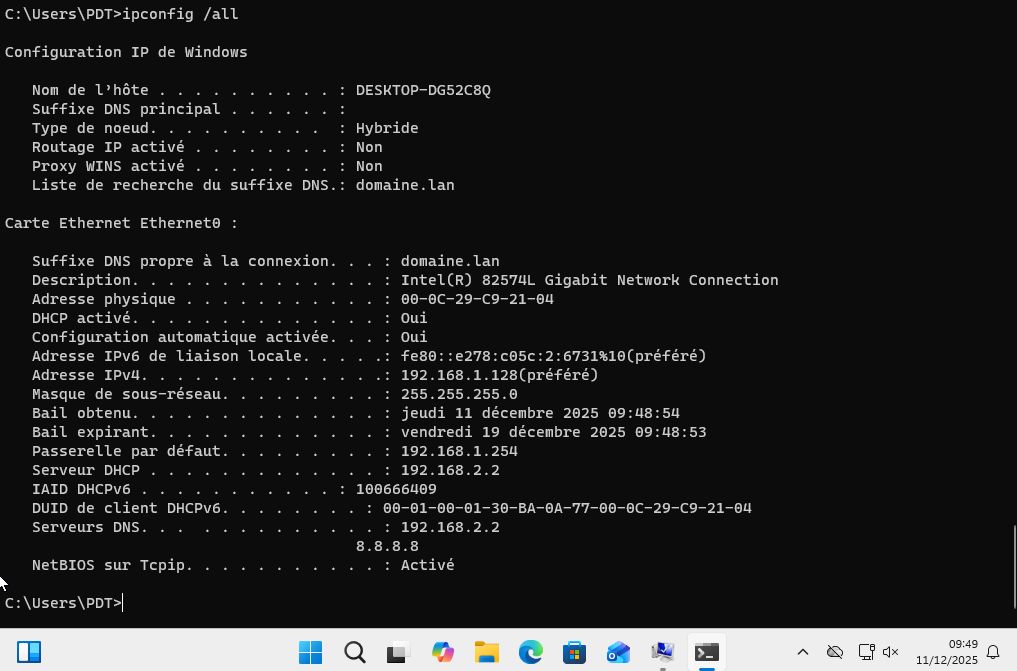 C:\Users\PDT>ipconfig /all
Configuration IP de Windows
Nom de l’hôte . . . . . . . . . . : DESKTOP-DG52C8Q
Suffixe DNS principal . . . . . . :
Type de noeud. . . . . . . . . .  : Hybride
Routage IP activé . . . . . . . . : Non
Proxy WINS activé . . . . . . . . : Non
Liste de recherche du suffixe DNS.: domaine.lan
Carte Ethernet Ethernet0 :
Suffixe DNS propre à la connexion. . . : domaine.lan
Description. . . . . . . . . . . . . . : Intel(R) 82574L Gigabit Network Connection
Adresse physique . . . . . . . . . . . : 00-0C-29-C9-21-04
DHCP activé. . . . . . . . . . . . . . : Oui
Configuration automatique activée. . . : Oui
Adresse IPv6 de liaison locale. . . . .: fe80::e278:c05c:2:6731%10(préféré)
Adresse IPv4. . . . . . . . . . . . . .: 192.168.1.128(préféré)
Masque de sous-réseau. . . . . . . . . : 255.255.255.0
Bail obtenu. . . . . . . . . . . . . . : jeudi 11 décembre 2025 09:48:54
Bail expirant. . . . . . . . . . . . . : vendredi 19 décembre 2025 09:48:53
Passerelle par défaut. . . . . . . . . : 192.168.1.254
Serveur DHCP . . . . . . . . . . . . . : 192.168.2.2
IAID DHCPv6 . . . . . . . . . . . : 100666409
DUID de client DHCPv6. . . . . . . . : 00-01-00-01-30-BA-0A-77-00-0C-29-C9-21-04
Serveurs DNS. . .  . . . . . . . . . . : 192.168.2.2
8.8.8.8
NetBIOS sur Tcpip. . . . . . . . . . . : Activé
C:\Users\PDT>
09:49
11/12/2025